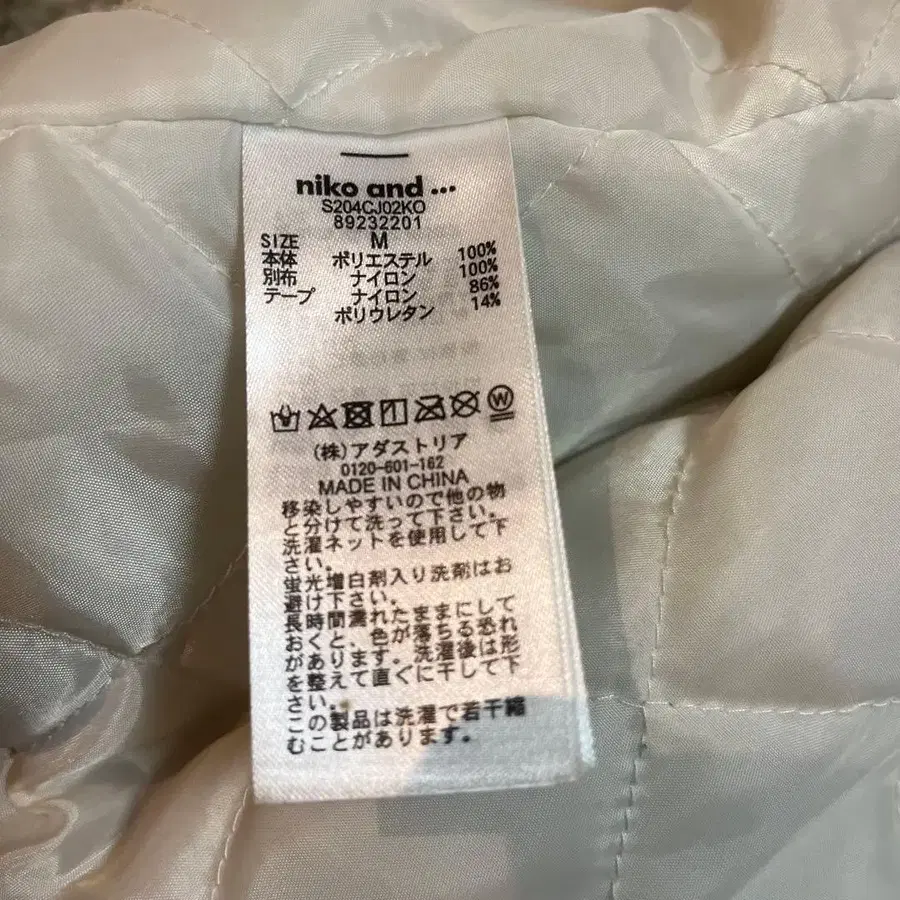 niko and ...
S204CJ02KO
89232201
SIZE M
本体 ポリエステル 100%
別布 ナイロン 100%
テープ ナイロン 86%
ポリウレタン 14%
W
(株)アダストリア
0120-601-162
MADE IN CHINA
移染しやすいので他の物
と分けて洗って下さい。
洗濯ネットを使用して下
さい。
蛍光増白剤入り洗剤はお
避け下さい。
長時間濡れたままにして
おくと、色が落ちる恐れ
があります。洗濯後は形
を整えて直ぐに干して下
さい。
この製品は洗濯で若干縮
むことがあります。